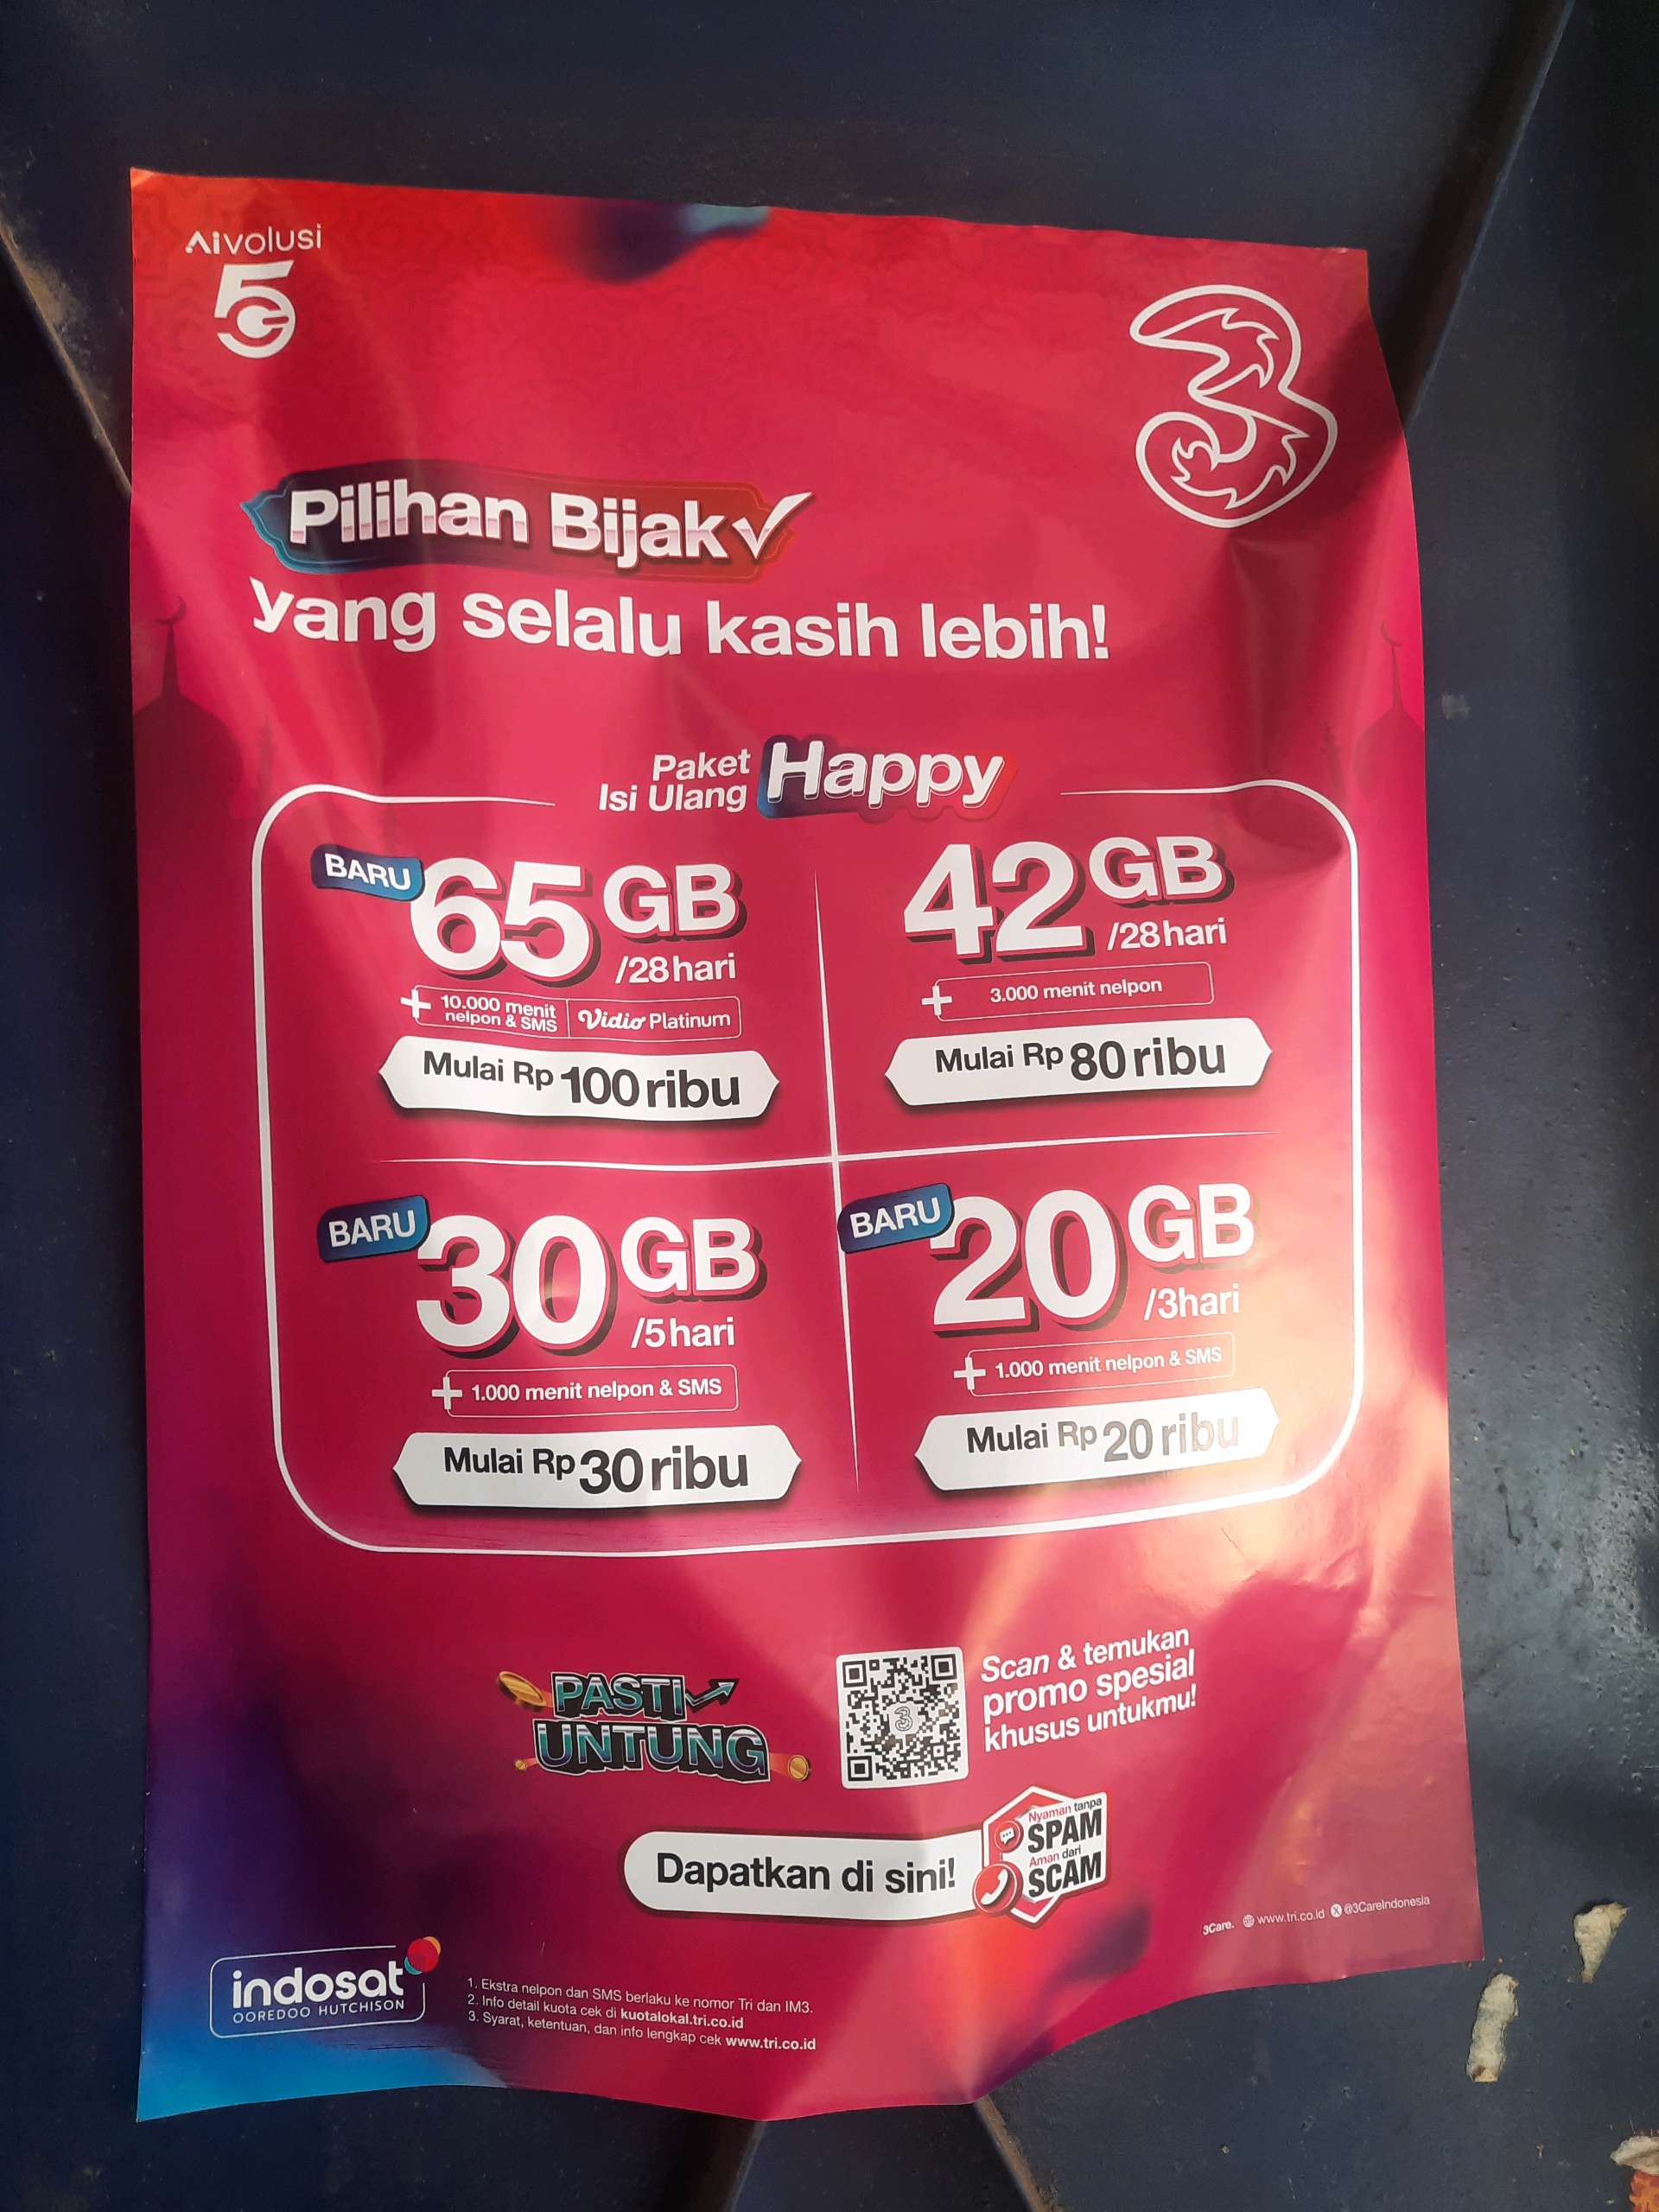 Aivolusi
5G
3
Pilihan Bijak
yang selalu kasih lebih!
Paket
Isi Ulang
Happy
BARU
65 GB
/28 hari
+ 10.000 menit
nelpon & SMS
Vidio Platinum
Mulai Rp 100 ribu
42 GB
/28 hari
+ 3.000 menit nelpon
Mulai Rp 80 ribu
BARU
30 GB
/5 hari
+ 1.000 menit nelpon & SMS
Mulai Rp 30 ribu
BARU
20 GB
/3hari
+ 1.000 menit nelpon & SMS
Mulai Rp 20 ribu
PASTI
UNTUNG
3
Scan & temukan
promo spesial
khusus untukmu!
Dapatkan di sini!
Nyaman tanpa
SPAM
Aman dari
SCAM
3Care. www.tri.co.id @3CareIndonesia
indosat
OOREDOO HUTCHISON
1. Ekstra nelpon dan SMS berlaku ke nomor Tri dan IM3.
2. Info detail kuota cek di kuotalokal.tri.co.id
3. Syarat, ketentuan, dan info lengkap cek www.tri.co.id